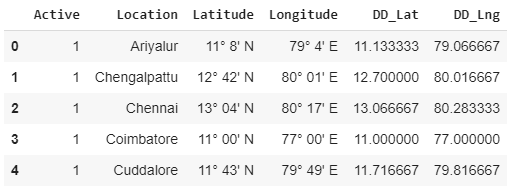 Active Location Latitude Longitude DD_Lat DD_Lng
0 1 Ariyalur 11° 8' N 79° 4' E 11.133333 79.066667
1 1 Chengalpattu 12° 42' N 80° 01' E 12.700000 80.016667
2 1 Chennai 13° 04' N 80° 17' E 13.066667 80.283333
3 1 Coimbatore 11° 00' N 77° 00' E 11.000000 77.000000
4 1 Cuddalore 11° 43' N 79° 49' E 11.716667 79.816667